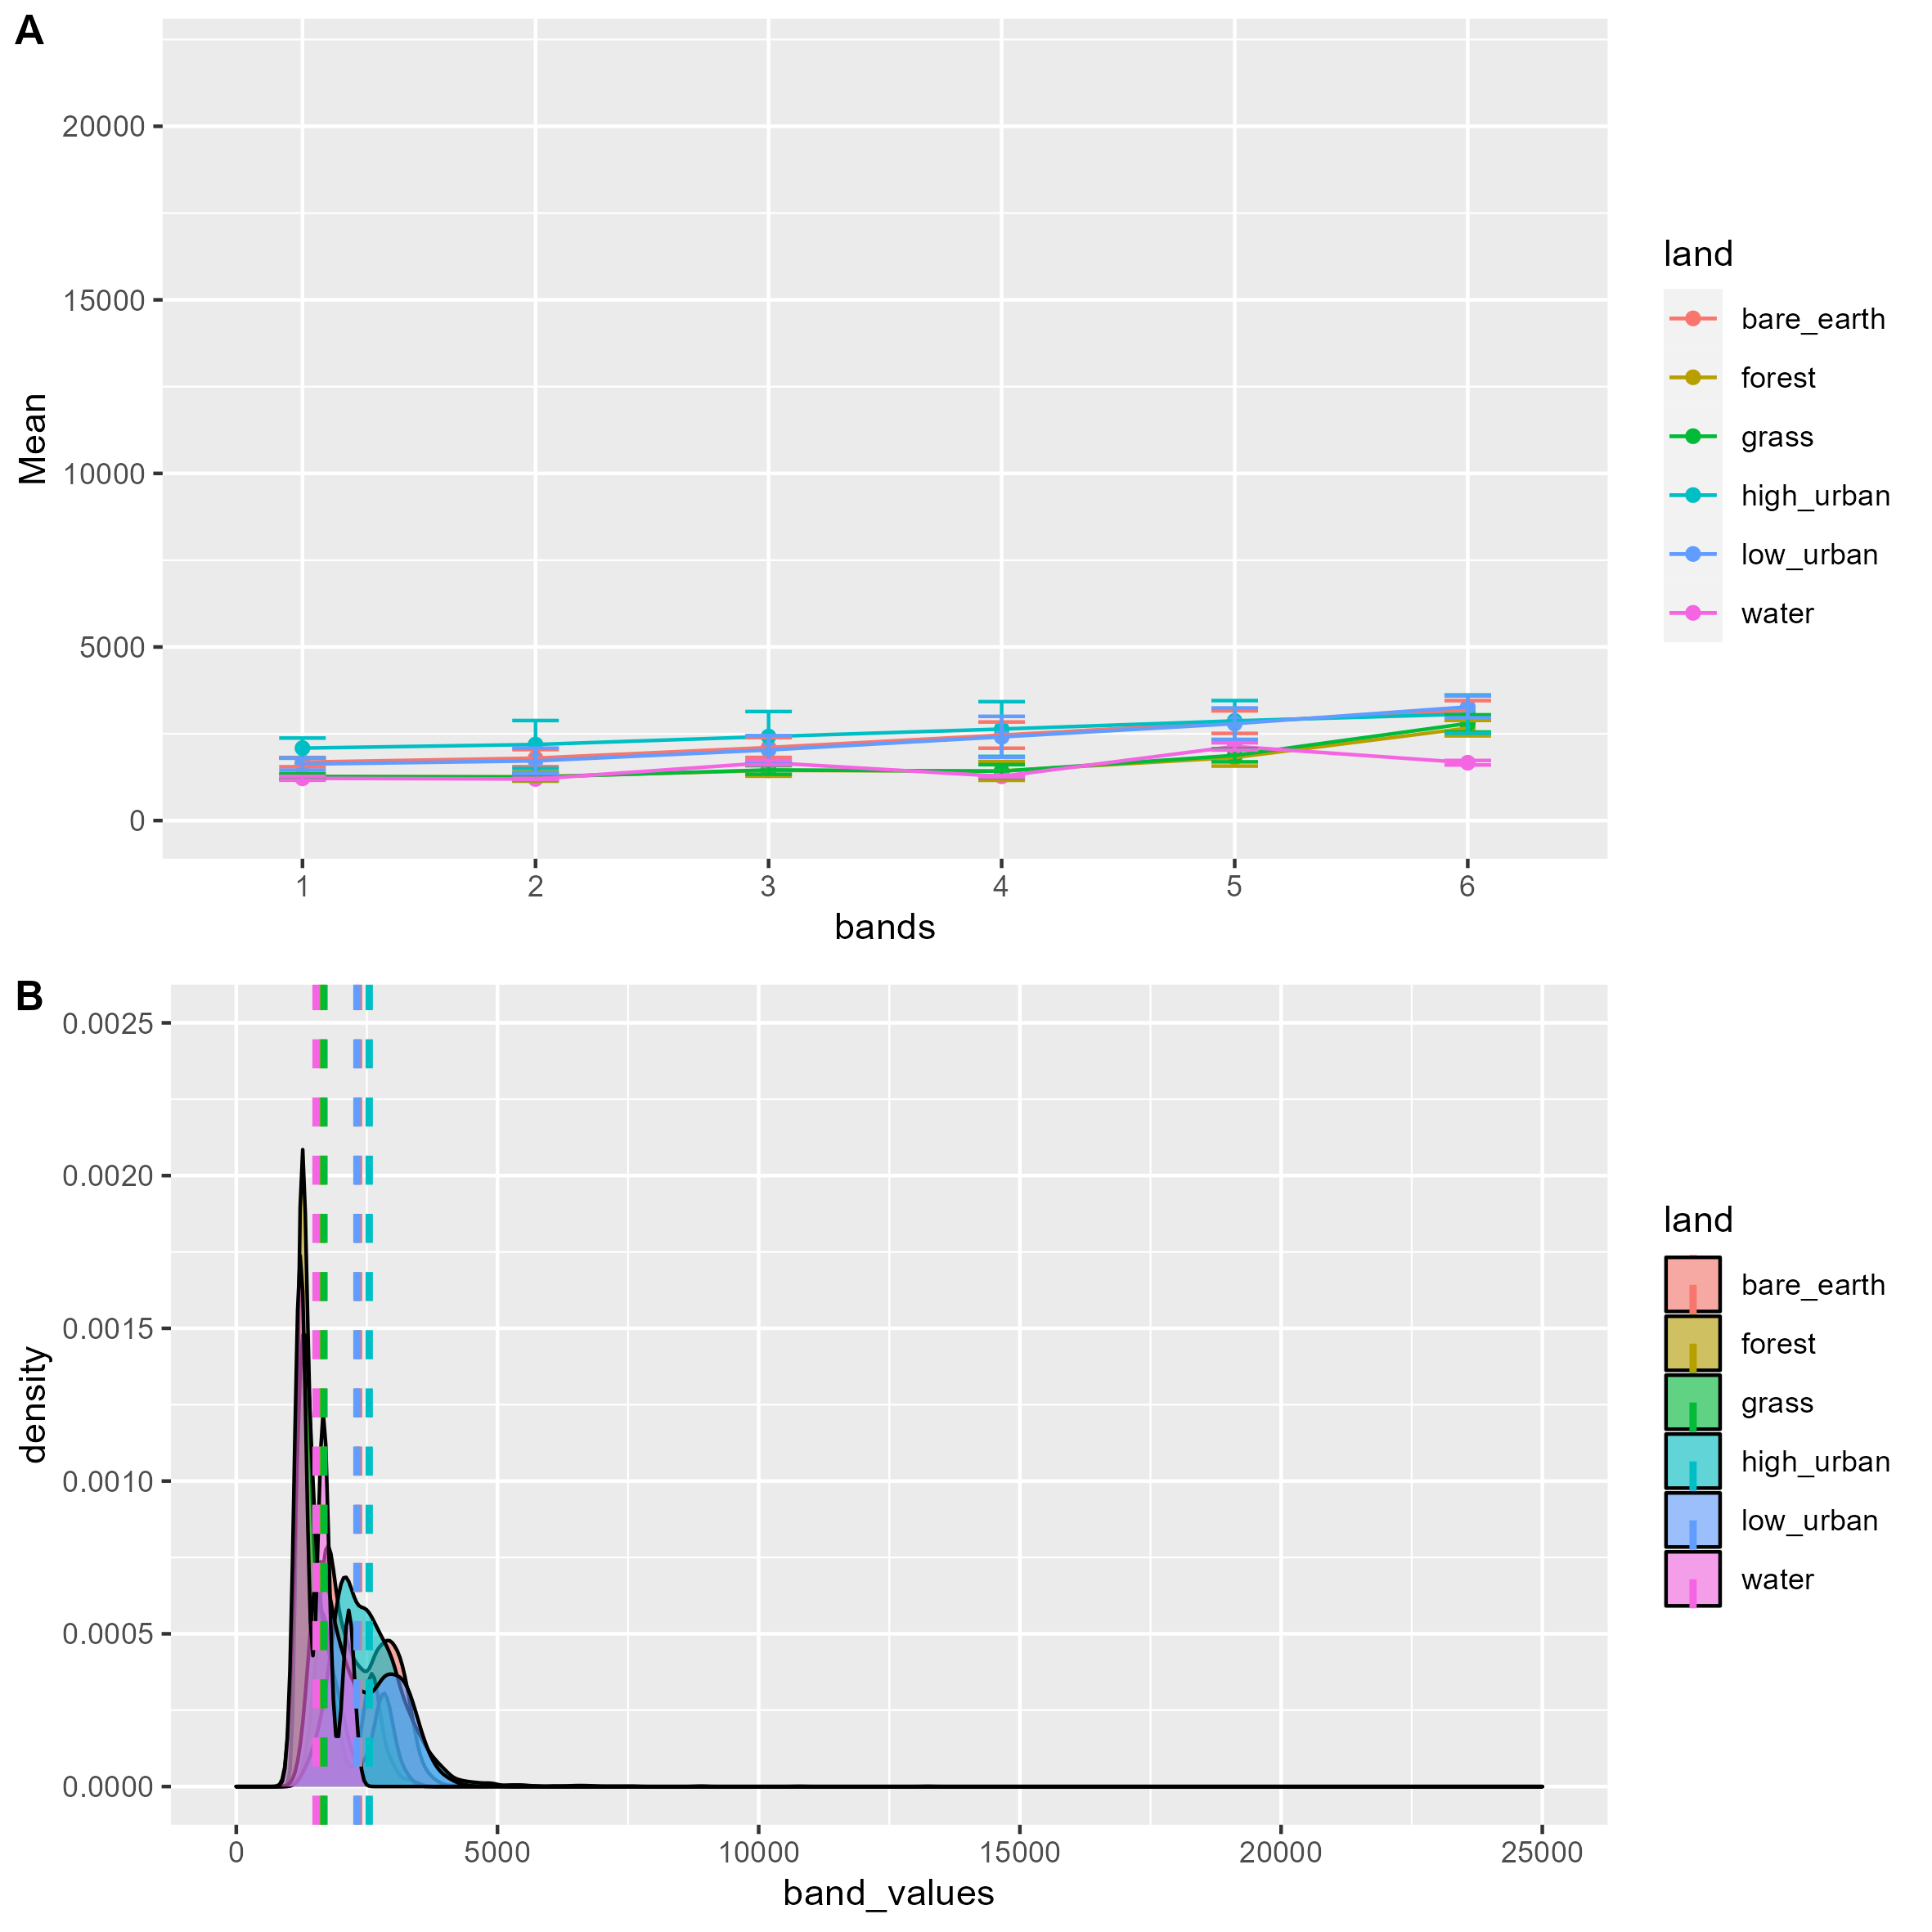 A
20000
15000
10000
5000
0
Mean
1 2 3 4 5 6
bands
land
bare_earth
forest
grass
high_urban
low_urban
water
B
0.0025
0.0020
0.0015
0.0010
0.0005
0.0000
density
0 5000 10000 15000 20000 25000
band_values
land
bare_earth
forest
grass
high_urban
low_urban
water